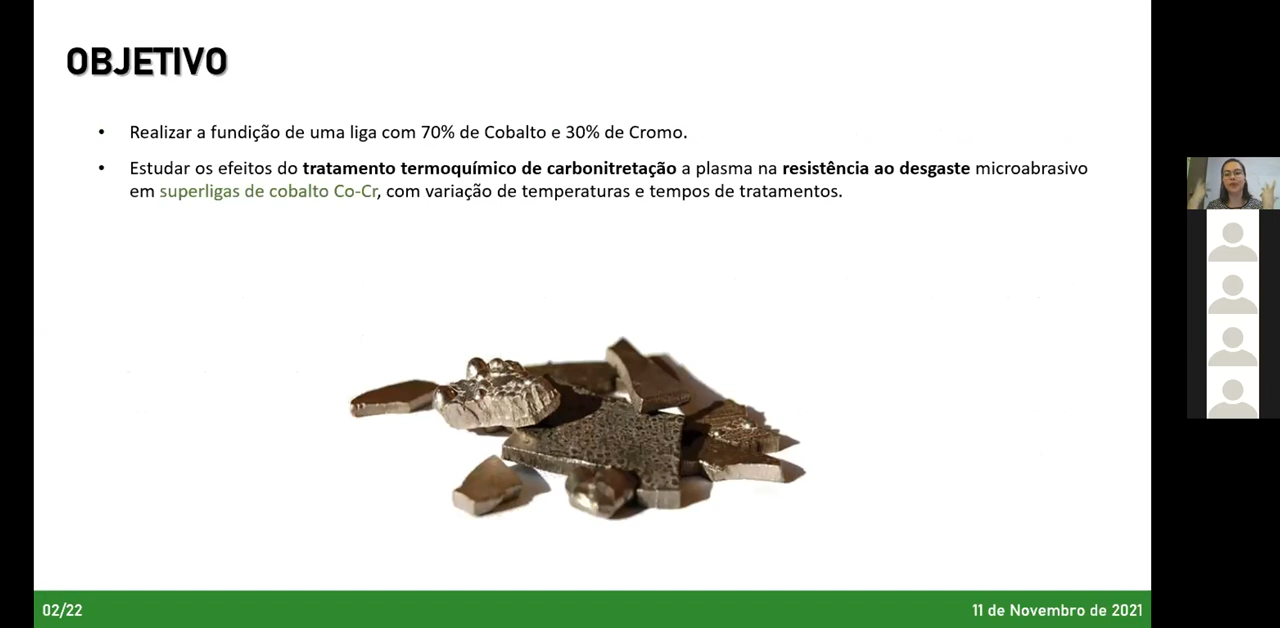 OBJETIVO
• Realizar a fundição de uma liga com 70% de Cobalto e 30% de Cromo.
• Estudar os efeitos do tratamento termoquímico de carbonitretação a plasma na resistência ao desgaste microabrasivo
em superligas de cobalto Co-Cr, com variação de temperaturas e tempos de tratamentos.
02/22
11 de Novembro de 2021